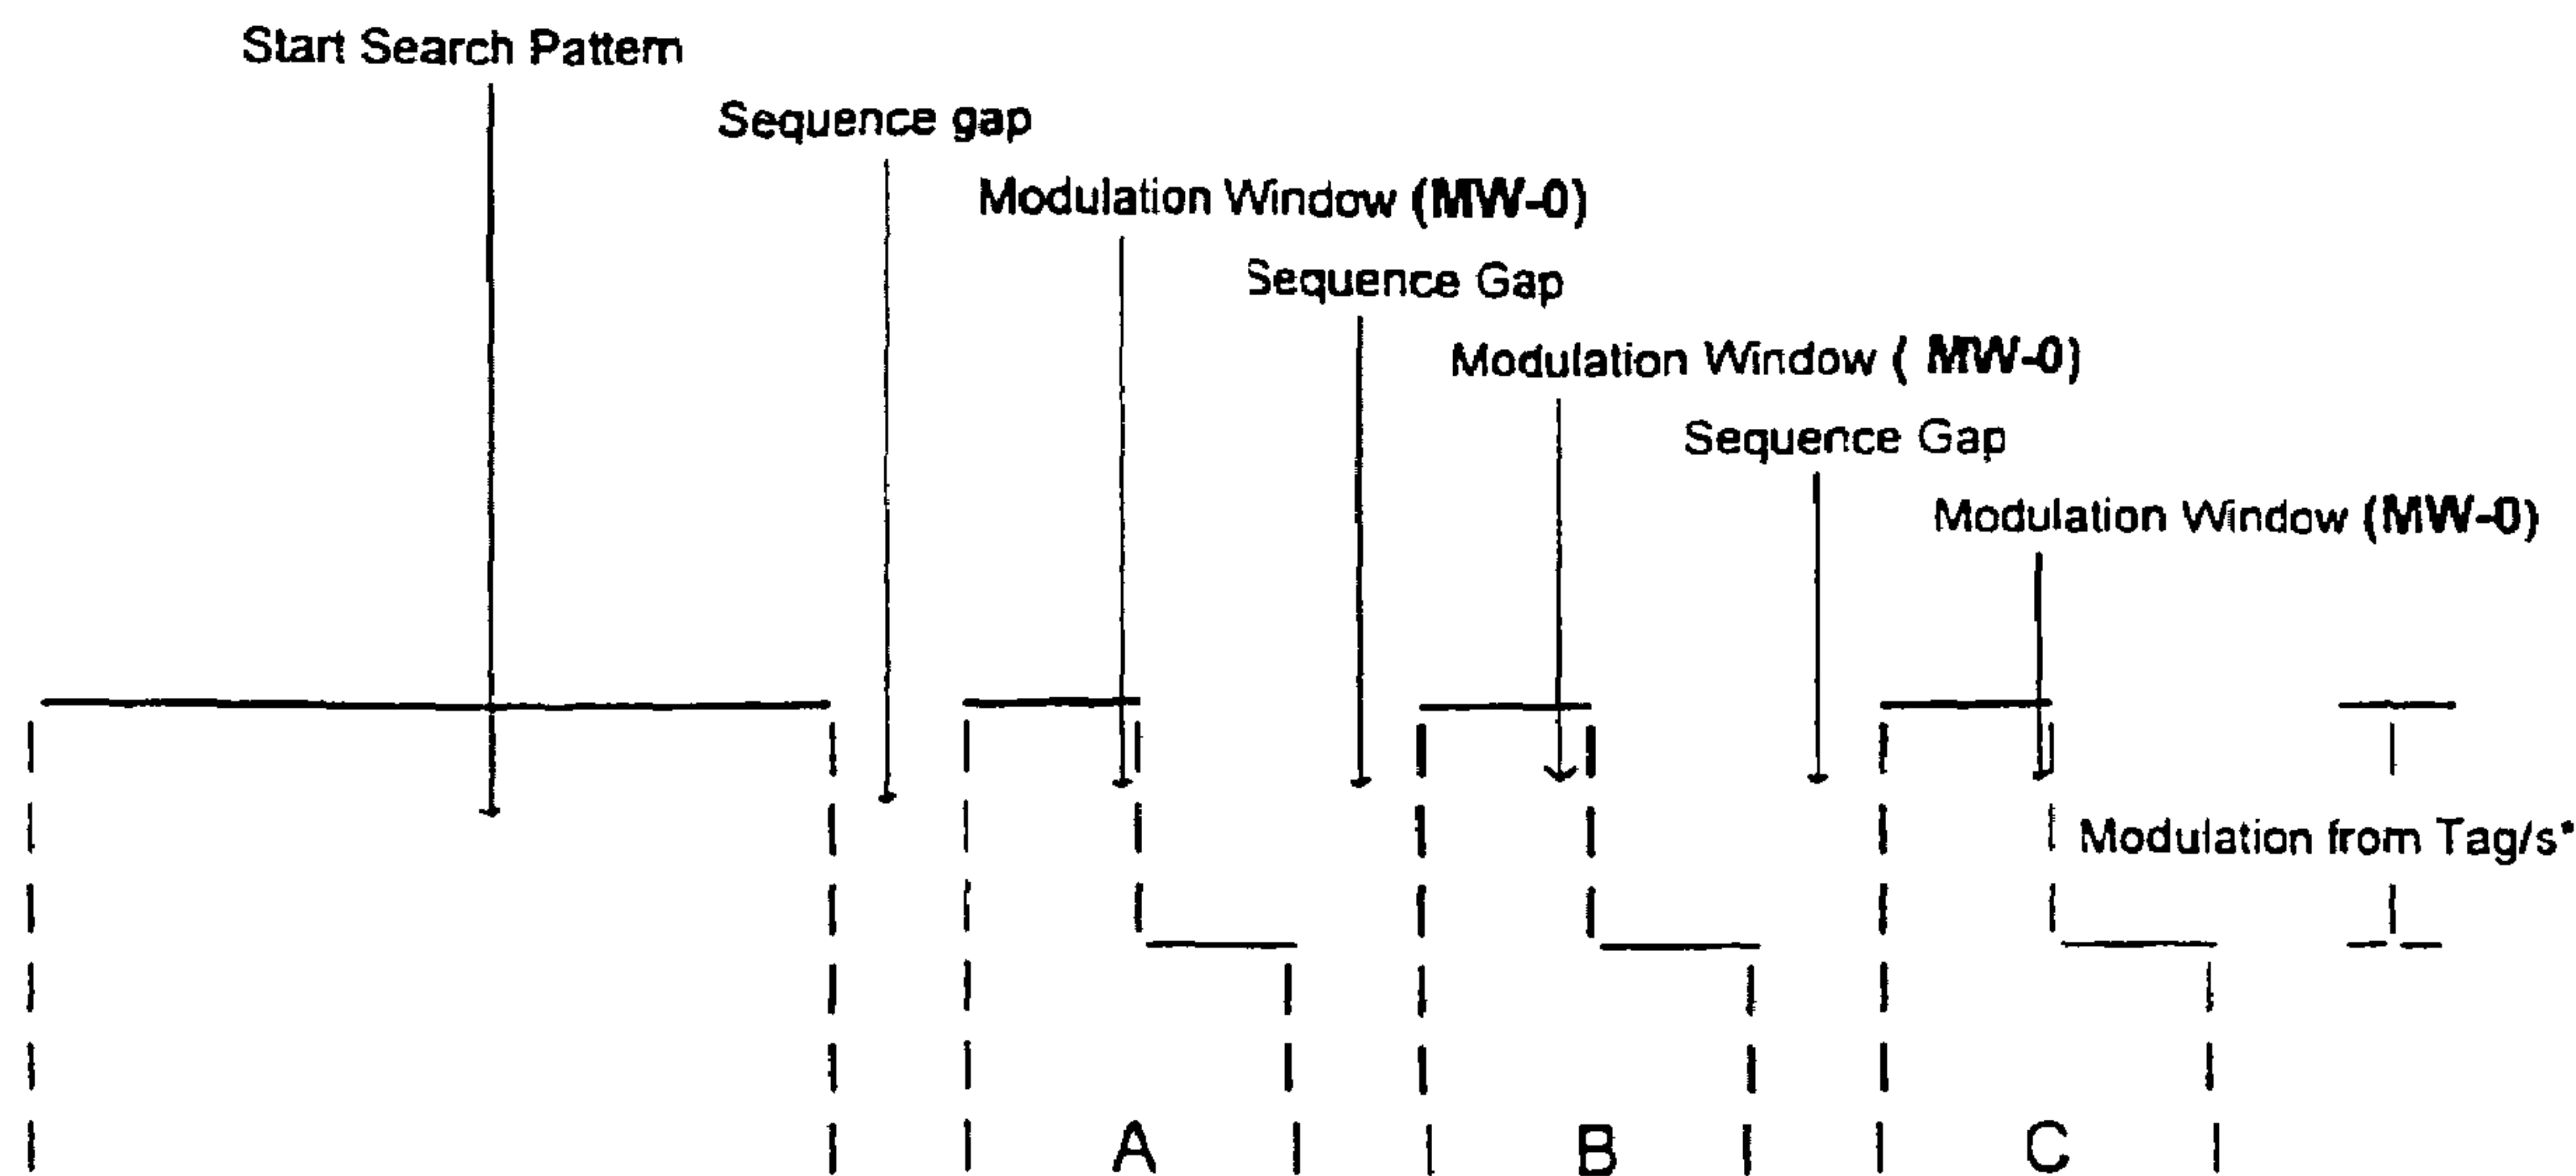 Start Search Pattern
Sequence gap
Modulation Window (MW-0)
Sequence Gap
Modulation Window ( MW-0)
Sequence Gap
Modulation Window (MW-0)
Modulation from Tag/s*
A B C